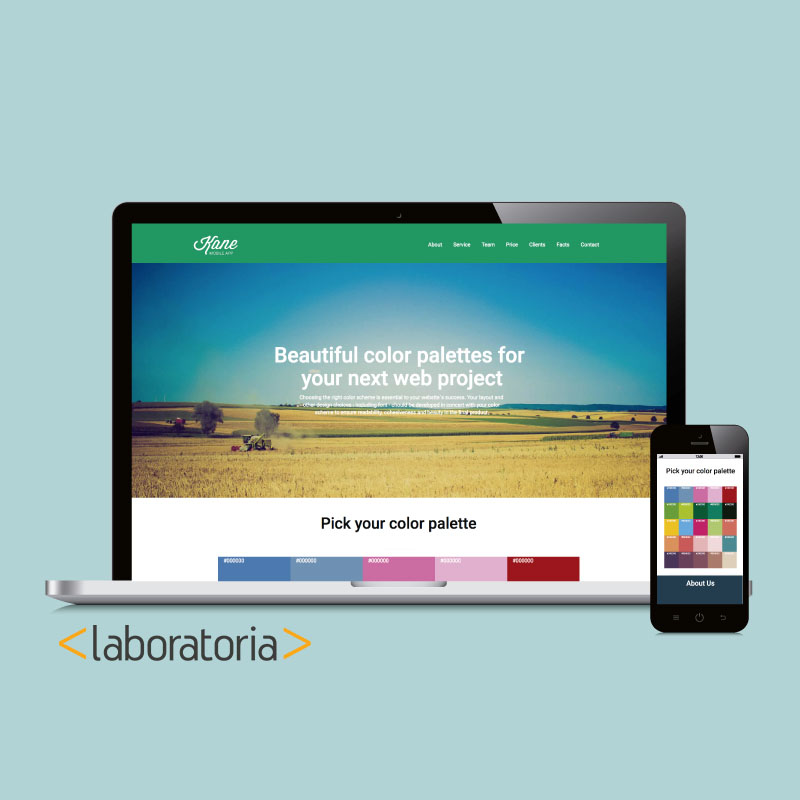 Kane
MOBILE APP
About Service Team Price Clients Facts Contact
Beautiful color palettes for
your next web project
Choosing the right color scheme is essential to your website's success. Your layout and
other design choices - including font - should be developed in connect with your color
scheme to ensure readability, cohesiveness and beauty in the final product.
Pick your color palette
#000000 #000000 #000000 #000000 #000000
Pick your color palette
About Us
<laboratoria>